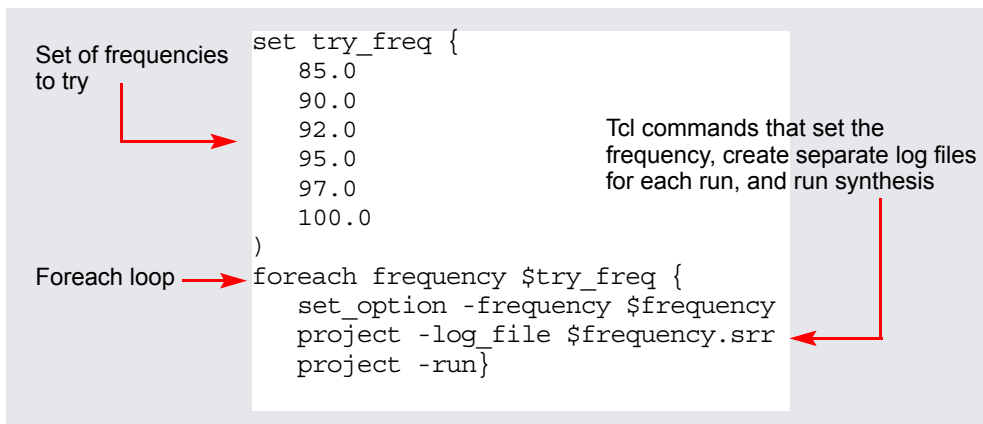 Set of frequencies
to try
set try_freq {
85.0
90.0
92.0
95.0
97.0
100.0
)
Tcl commands that set the
frequency, create separate log files
for each run, and run synthesis
Foreach loop
foreach frequency $try_freq {
set_option -frequency $frequency
project -log_file $frequency.srr
project -run}